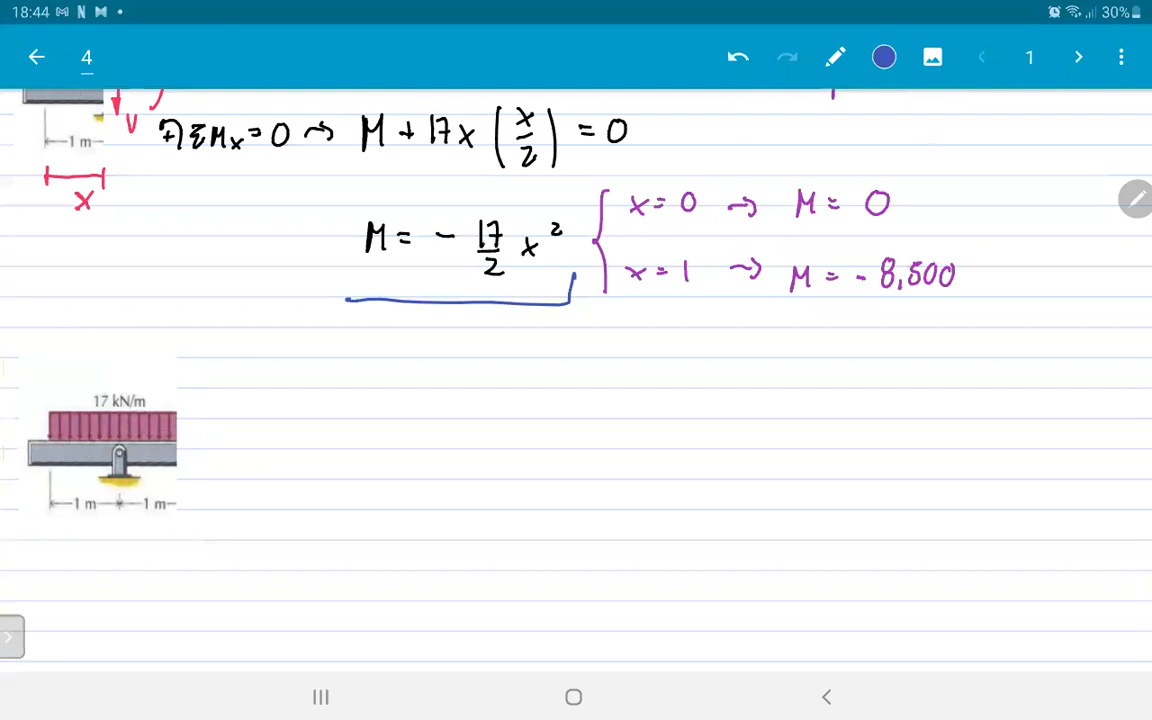 18:44
30%
4
1
V
1 m
x
+ΣMx = 0 → M + 17x (x/2) = 0
x = 0 → M = 0
M = - 17/2 x²
x = 1 → M = - 8,500
17 kN/m
1 m 1 m